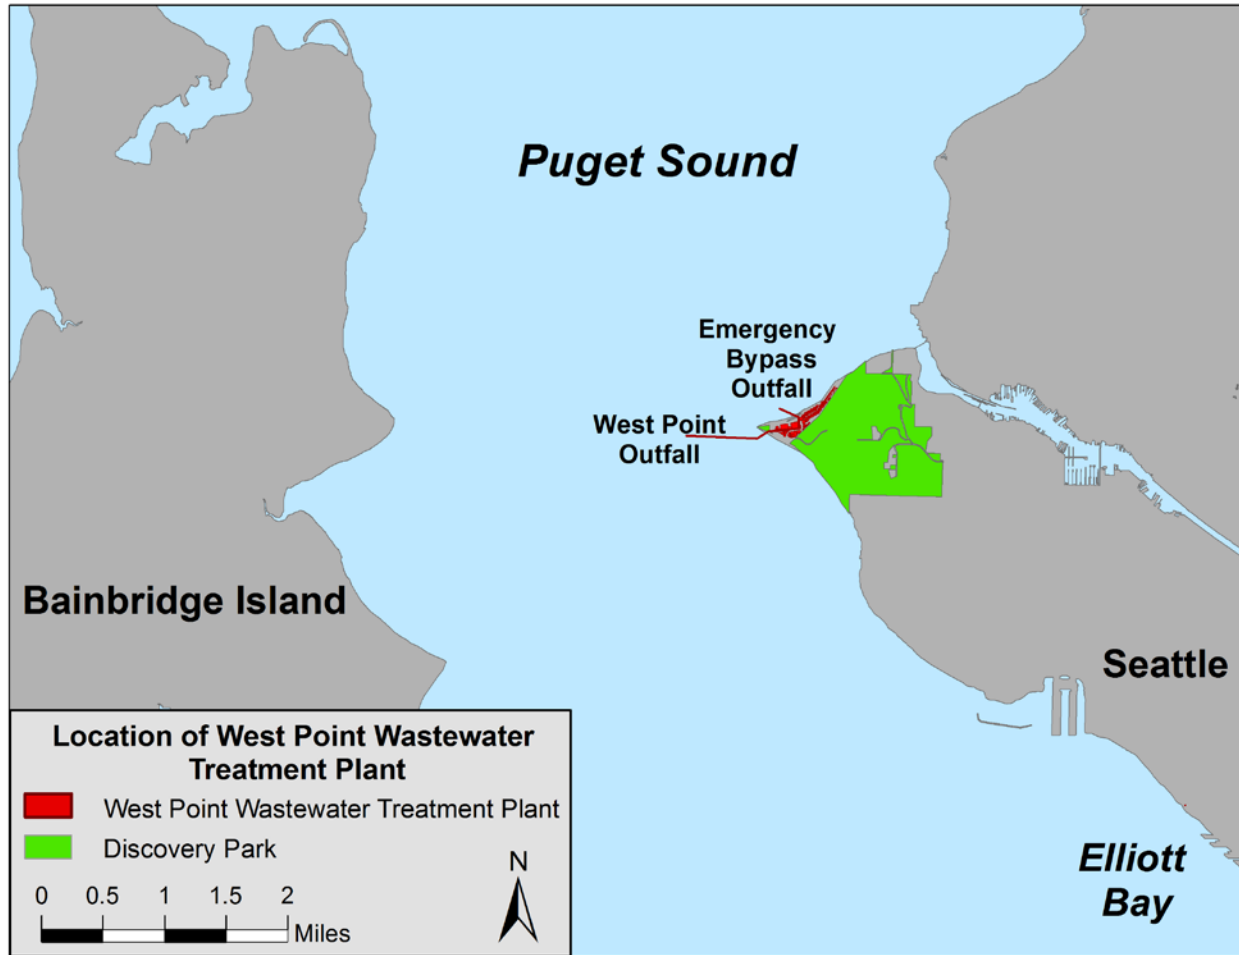 Puget Sound
Emergency
Bypass
Outfall
West Point
Outfall
Bainbridge Island
Seattle
Location of West Point Wastewater
Treatment Plant
West Point Wastewater Treatment Plant
Discovery Park
N
0 0.5 1 1.5 2
Miles
Elliott
Bay